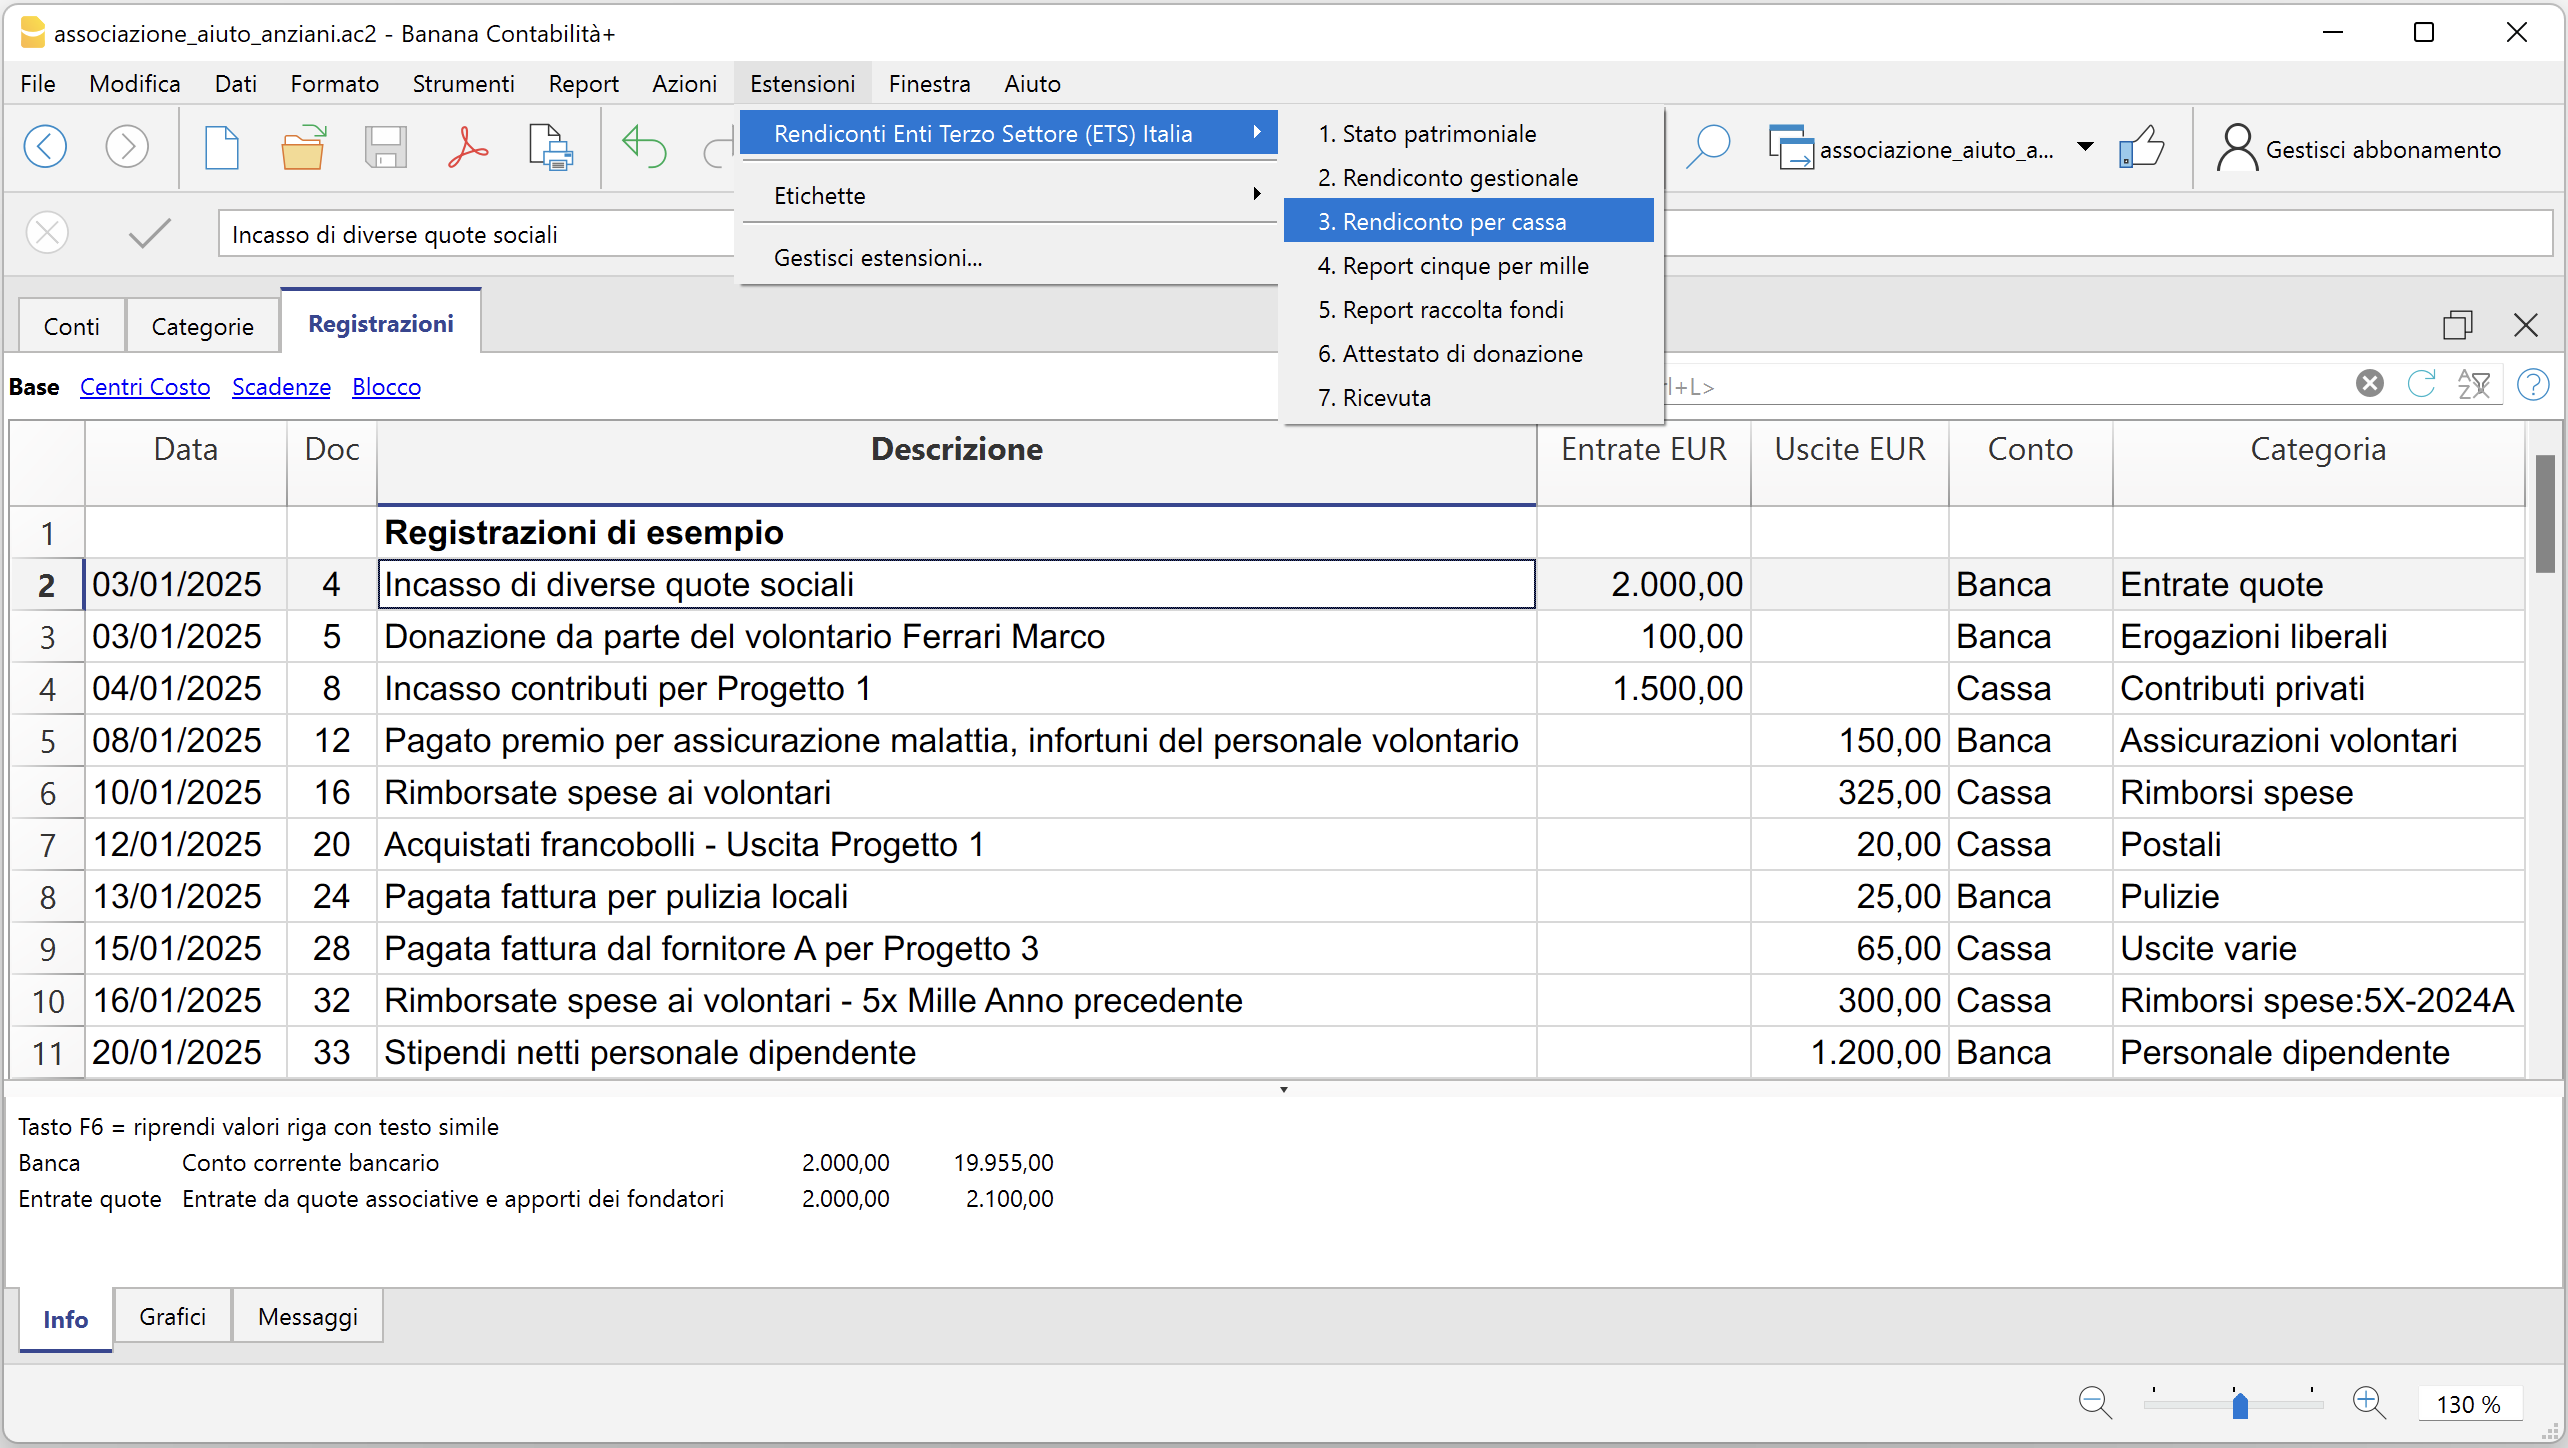 associazione_aiuto_anziani.ac2 - Banana Contabilità+
File Modifica Dati Formato Strumenti Report Azioni Estensioni Finestra Aiuto
Rendiconti Enti Terzo Settore (ETS) Italia
Etichette
Gestisci estensioni...
1. Stato patrimoniale
2. Rendiconto gestionale
3. Rendiconto per cassa
4. Report cinque per mille
5. Report raccolta fondi
6. Attestato di donazione
7. Ricevuta
associazione_aiuto_a...
Gestisci abbonamento
Incasso di diverse quote sociali
Conti Categorie Registrazioni
Base Centri Costo Scadenze Blocco
+L>
Data Doc Descrizione Entrate EUR Uscite EUR Conto Categoria
1 Registrazioni di esempio
2 03/01/2025 4 Incasso di diverse quote sociali 2.000,00 Banca Entrate quote
3 03/01/2025 5 Donazione da parte del volontario Ferrari Marco 100,00 Banca Erogazioni liberali
4 04/01/2025 8 Incasso contributi per Progetto 1 1.500,00 Cassa Contributi privati
5 08/01/2025 12 Pagato premio per assicurazione malattia, infortuni del personale volontario 150,00 Banca Assicurazioni volontari
6 10/01/2025 16 Rimborsate spese ai volontari 325,00 Cassa Rimborsi spese
7 12/01/2025 20 Acquistati francobolli - Uscita Progetto 1 20,00 Cassa Postali
8 13/01/2025 24 Pagata fattura per pulizia locali 25,00 Banca Pulizie
9 15/01/2025 28 Pagata fattura dal fornitore A per Progetto 3 65,00 Cassa Uscite varie
10 16/01/2025 32 Rimborsate spese ai volontari - 5x Mille Anno precedente 300,00 Cassa Rimborsi spese:5X-2024A
11 20/01/2025 33 Stipendi netti personale dipendente 1.200,00 Banca Personale dipendente
Tasto F6 = riprendi valori riga con testo simile
Banca Conto corrente bancario 2.000,00 19.955,00
Entrate quote Entrate da quote associative e apporti dei fondatori 2.000,00 2.100,00
Info Grafici Messaggi
130 %